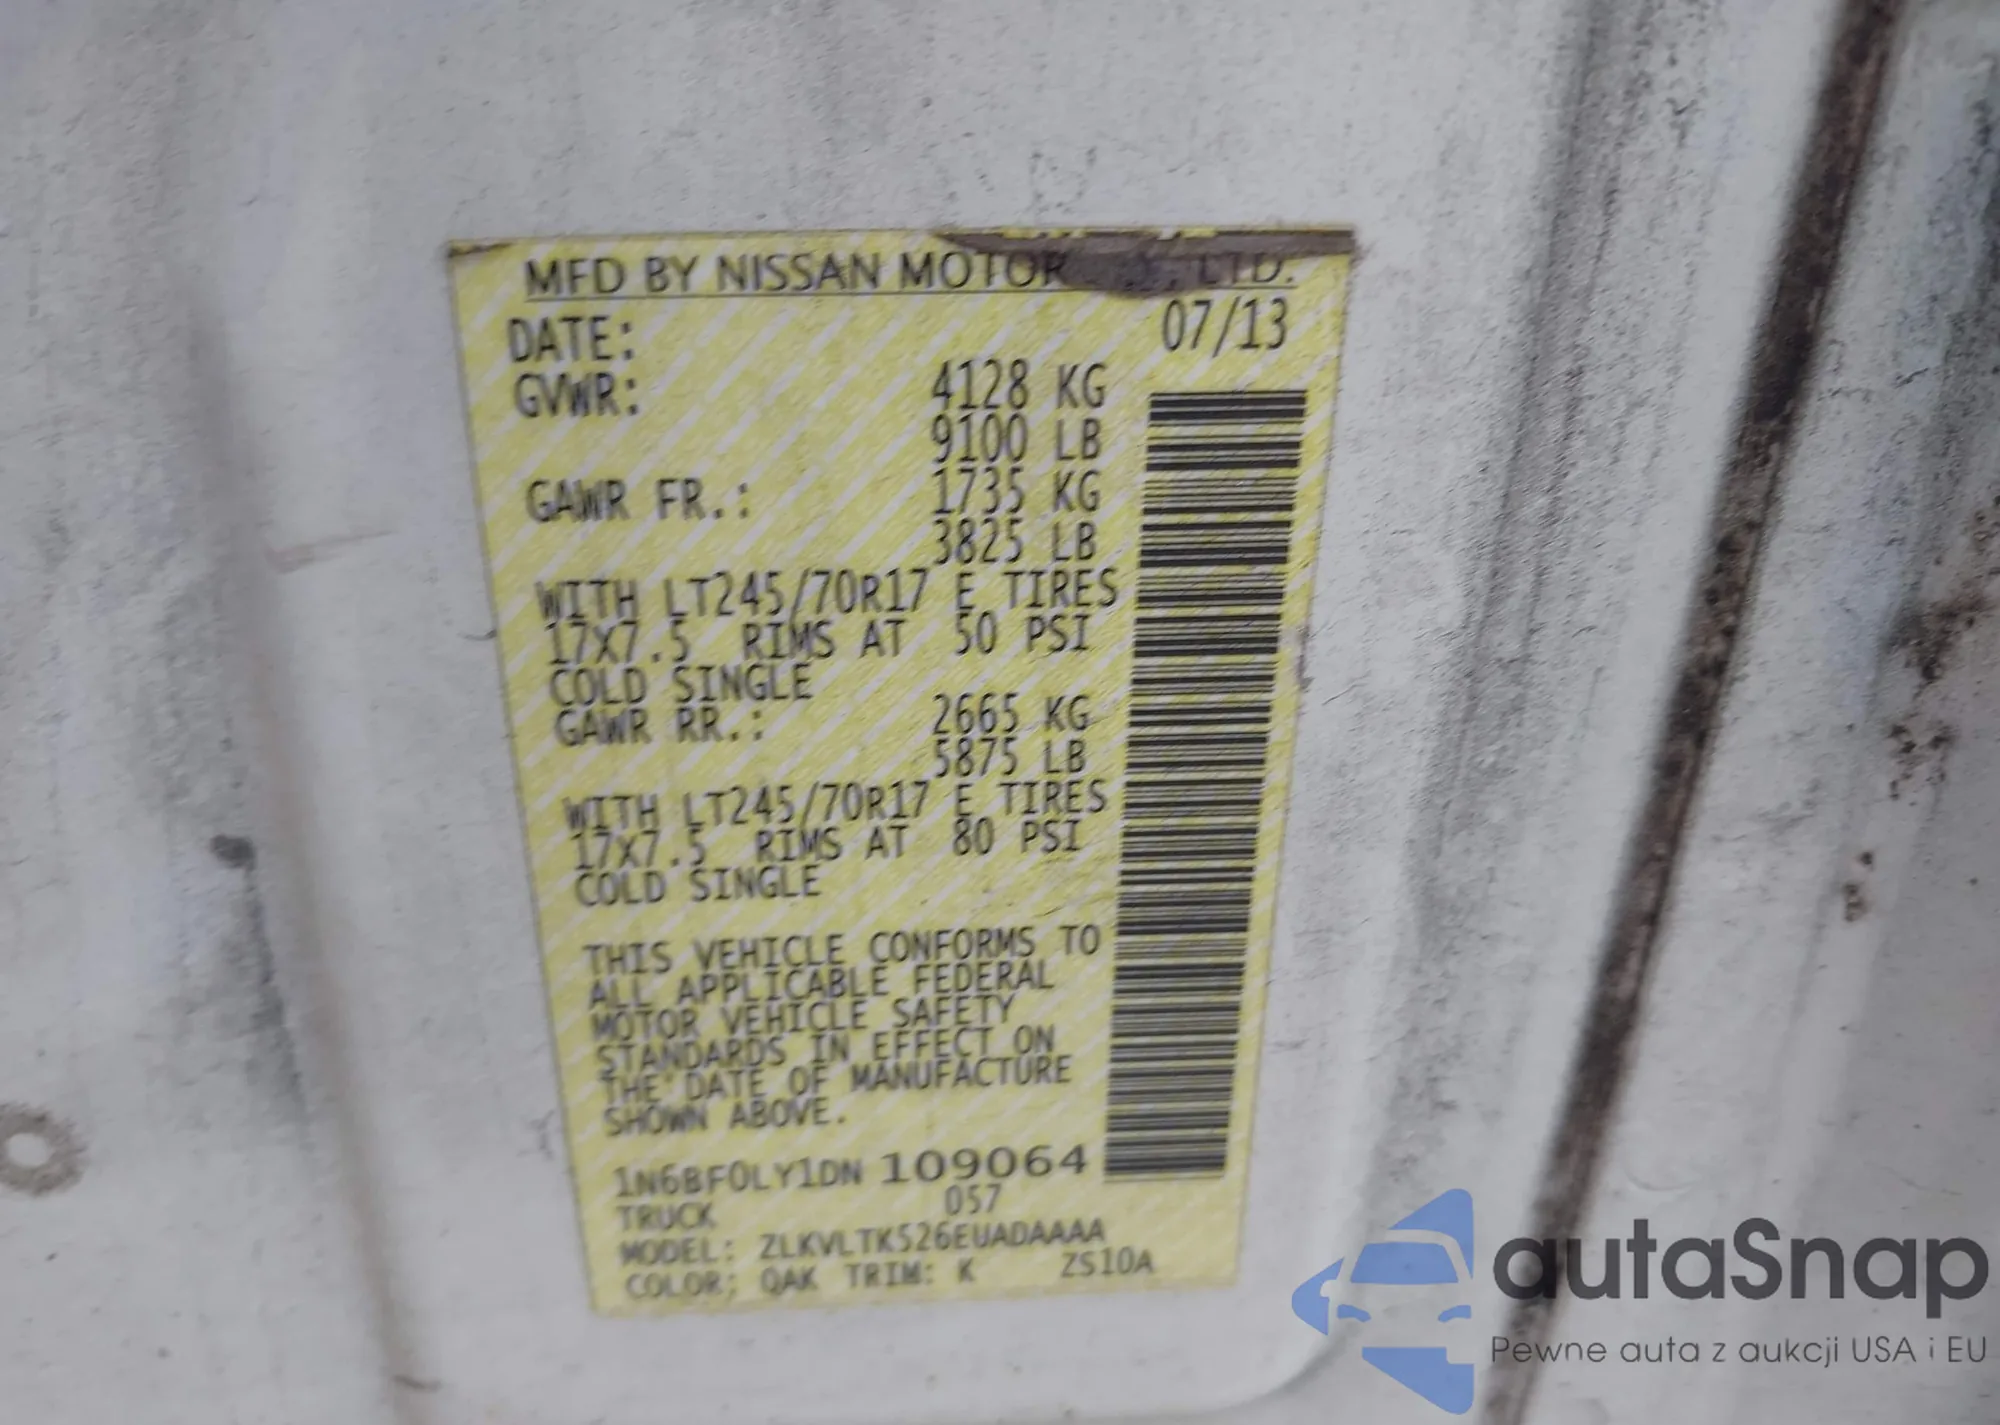 MFD BY NISSAN MOTOR LTD.
DATE: 07/13
GVWR: 4128 KG
9100 LB
GAWR FR.: 1735 KG
3825 LB
WITH LT245/70R17 E TIRES
17X7.5 RIMS AT 50 PSI
COLD SINGLE
GAWR RR.: 2665 KG
5875 LB
WITH LT245/70R17 E TIRES
17X7.5 RIMS AT 80 PSI
COLD SINGLE
THIS VEHICLE CONFORMS TO
ALL APPLICABLE FEDERAL
MOTOR VEHICLE SAFETY
STANDARDS IN EFFECT ON
THE DATE OF MANUFACTURE
SHOWN ABOVE.
1N6BF0LY1DN 109064
TRUCK 057
MODEL: ZLKVLTK526EUADAAAA
COLOR: QAK TRIM: K ZS10A
autaSnap
Pewne auta z aukcji USA i EU